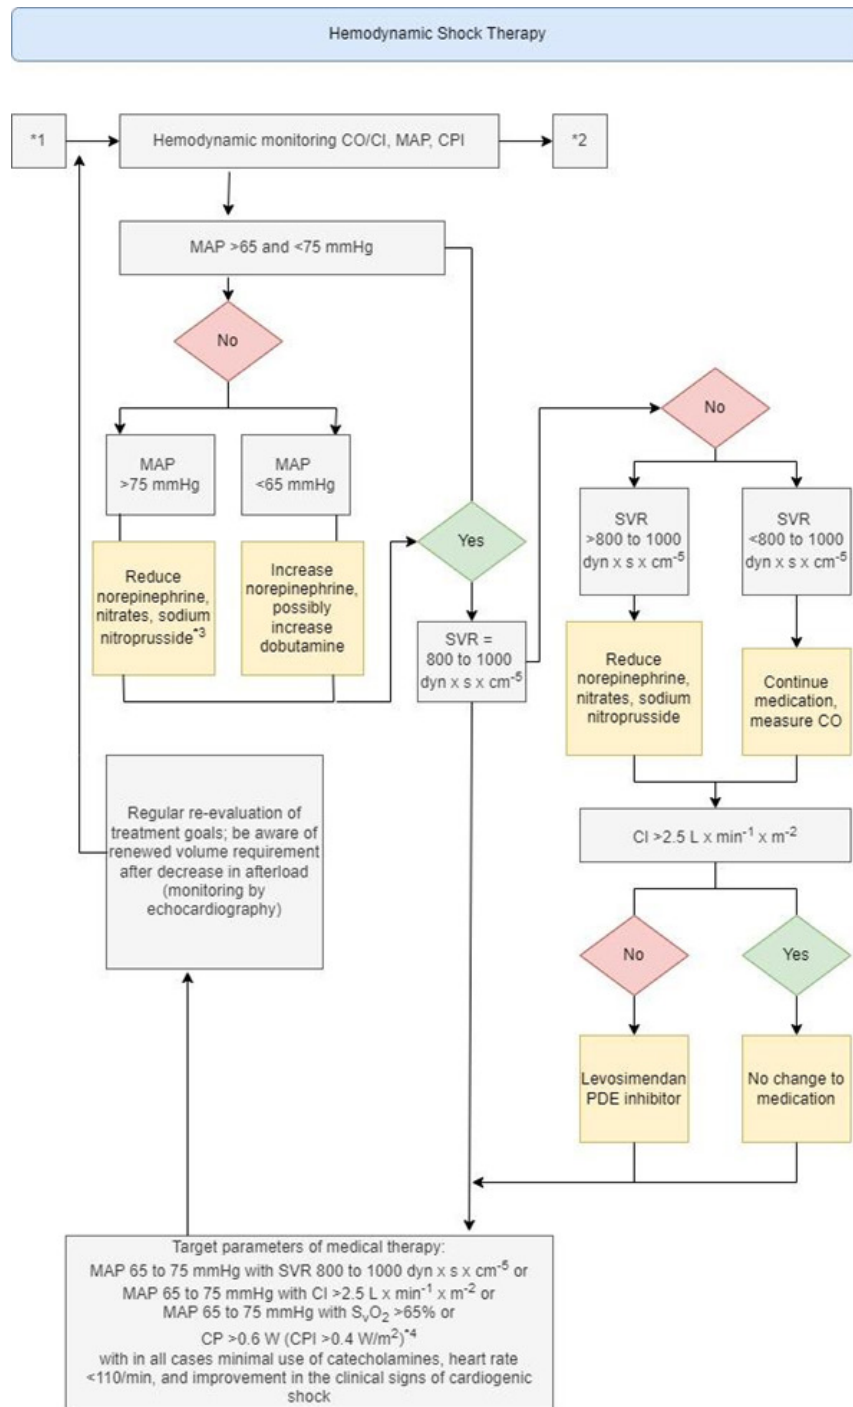 Hemodynamic Shock Therapy
*1
Hemodynamic monitoring CO/CI, MAP, CPI
*2
MAP >65 and <75 mmHg
No
MAP
>75 mmHg
MAP
<65 mmHg
Reduce
norepinephrine,
nitrates, sodium
nitroprusside*3
Increase
norepinephrine,
possibly
increase
dobutamine
Yes
SVR =
800 to 1000
dyn x s x cm-5
No
SVR
>800 to 1000
dyn x s x cm-5
SVR
<800 to 1000
dyn x s x cm-5
Reduce
norepinephrine,
nitrates, sodium
nitroprusside
Continue
medication,
measure CO
CI >2.5 L x min-1 x m-2
No
Yes
Levosimendan
PDE inhibitor
No change to
medication
Regular re-evaluation of
treatment goals; be aware of
renewed volume requirement
after decrease in afterload
(monitoring by
echocardiography)
Target parameters of medical therapy:
MAP 65 to 75 mmHg with SVR 800 to 1000 dyn x s x cm-5 or
MAP 65 to 75 mmHg with CI >2.5 L x min-1 x m-2 or
MAP 65 to 75 mmHg with SvO2 >65% or
CP >0.6 W (CPI >0.4 W/m2)*4
with in all cases minimal use of catecholamines, heart rate
<110/min, and improvement in the clinical signs of cardiogenic
shock